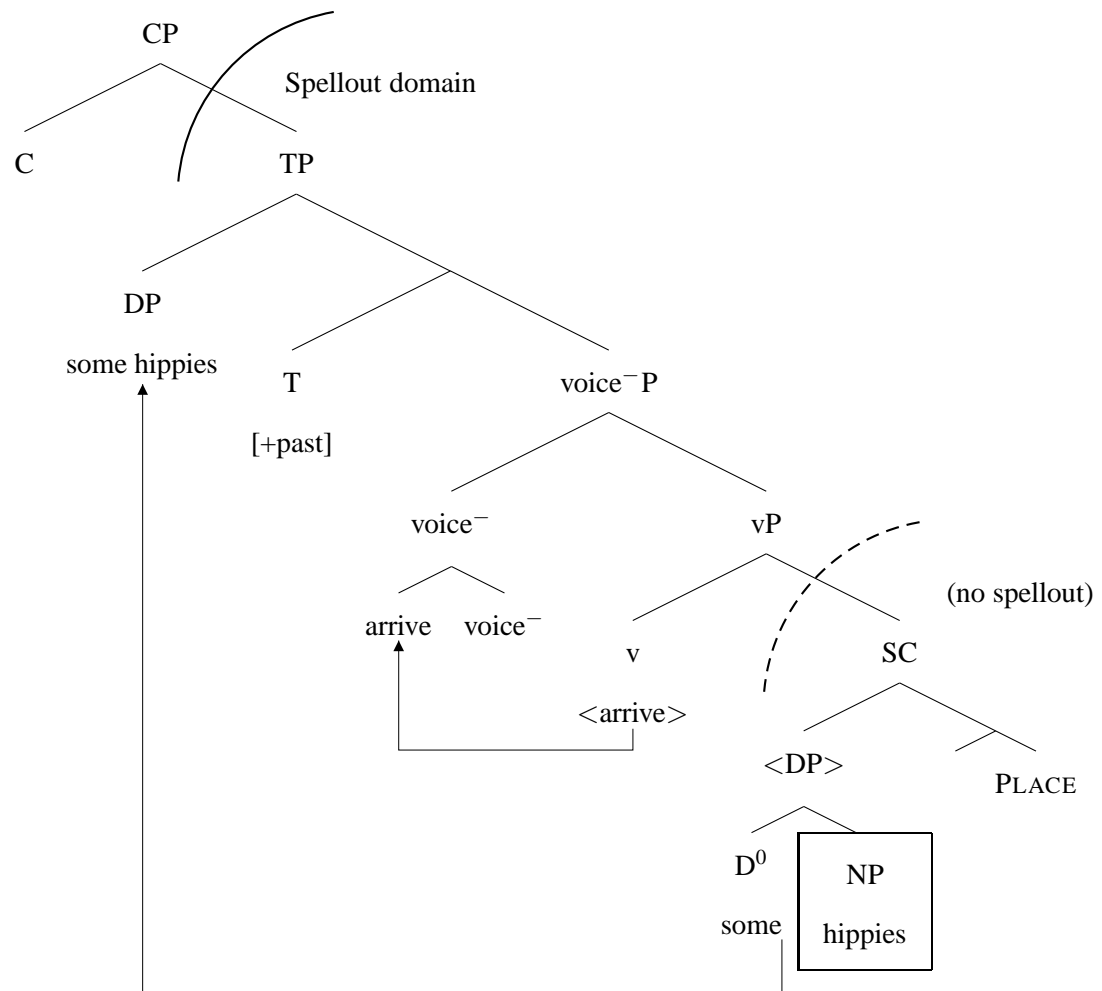 CP
Spellout domain
C
TP
DP
some hippies
T
[+past]
voice⁻P
voice⁻
vP
arrive voice⁻
(no spellout)
v
<arrive>
SC
<DP>
PLACE
D⁰
some
NP
hippies